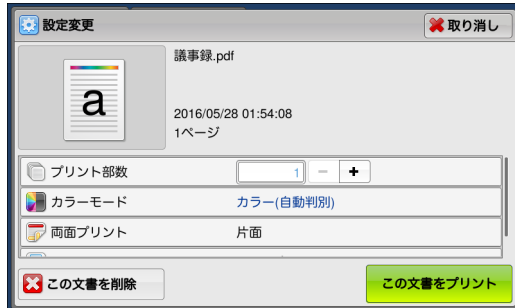 設定変更
取り消し
議事録.pdf
a
2016/05/28 01:54:08
1ページ
プリント部数
1
カラーモード
カラー(自動判別)
両面プリント
片面
この文書を削除
この文書をプリント